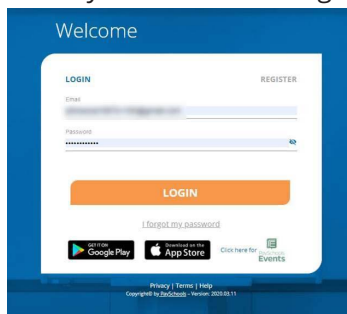 Welcome
LOGIN
REGISTER
Email
Password
LOGIN
I forgot my password
GET IT ON
Google Play
Download on the
App Store
Click here for
Events
Privacy | Terms | Help
Copyright© by PaySchools – Version: 2020.03.11